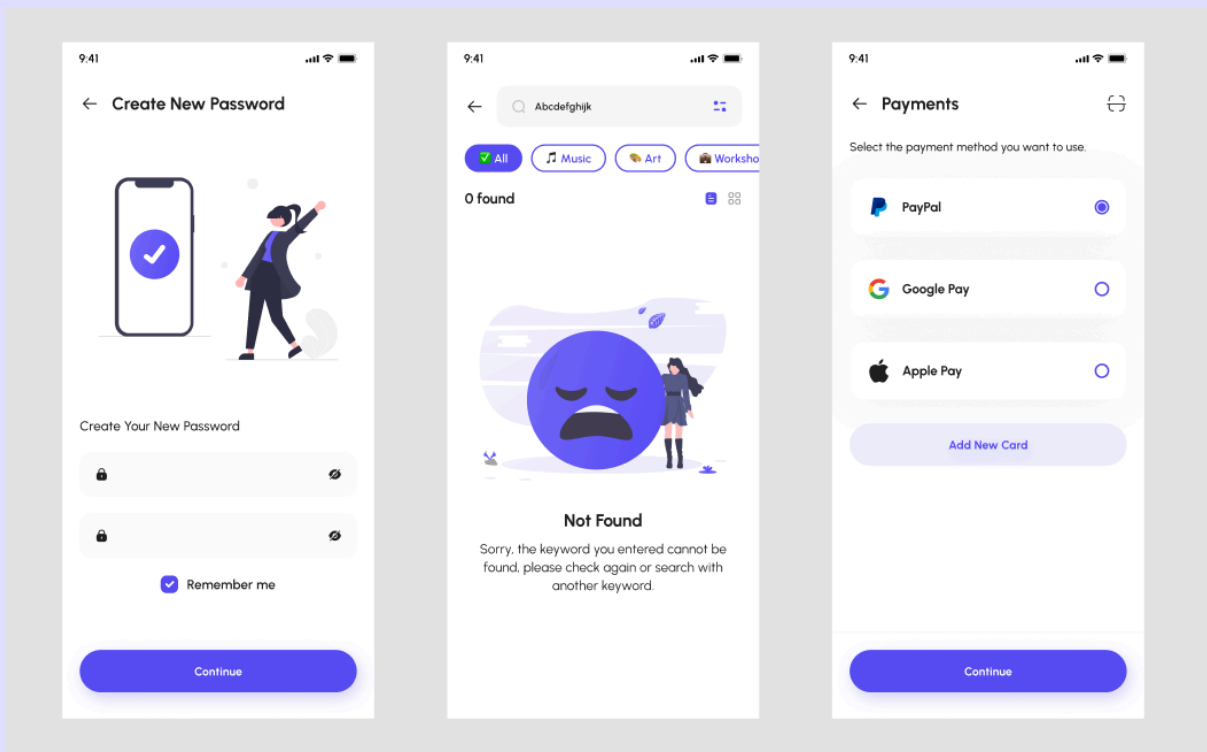 9:41
Create New Password
Create Your New Password
Remember me
Continue
9:41
Abcdefghijk
All
Music
Art
Worksho
0 found
Not Found
Sorry, the keyword you entered cannot be
found, please check again or search with
another keyword.
9:41
Payments
Select the payment method you want to use.
PayPal
Google Pay
Apple Pay
Add New Card
Continue